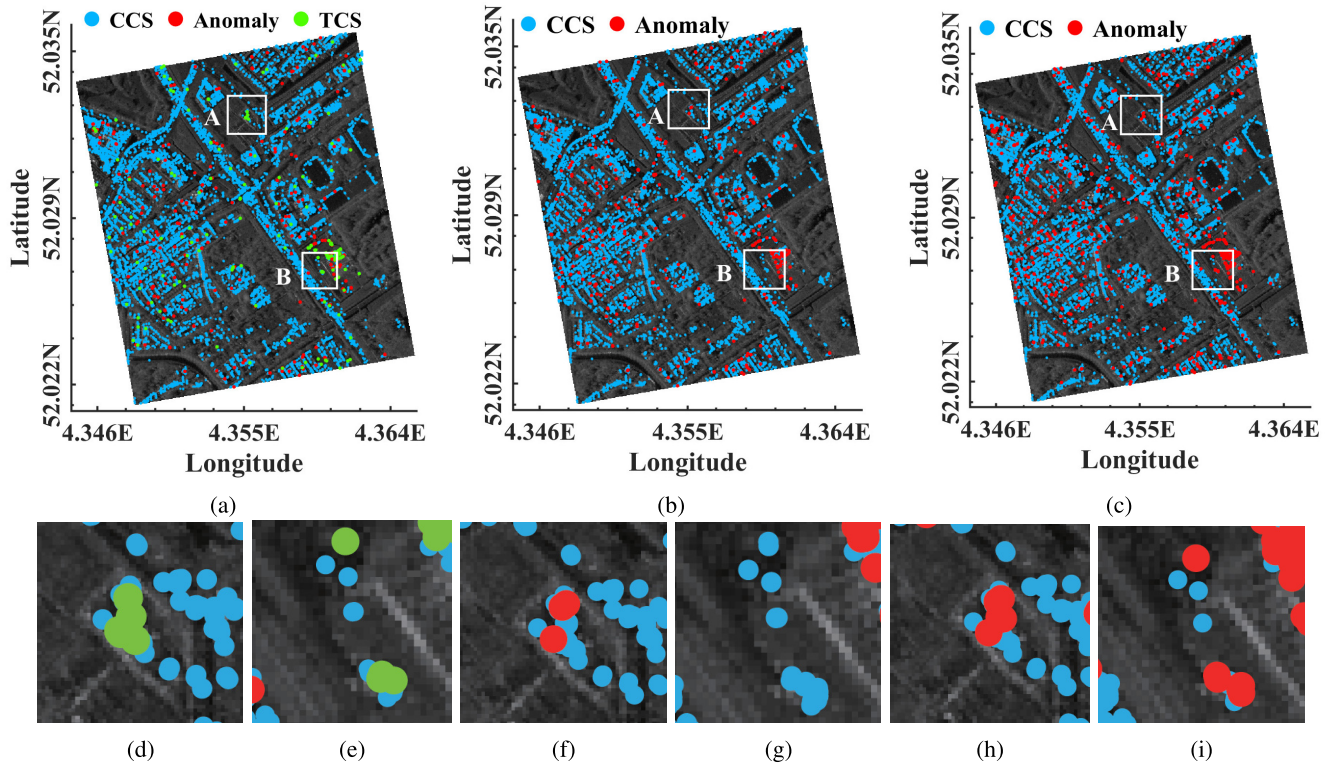 CCS Anomaly TCS
CCS Anomaly
CCS Anomaly
52.035N
52.029N
52.022N
Latitude
A
B
4.346E 4.355E 4.364E
Longitude
52.035N
52.029N
52.022N
Latitude
A
B
4.346E 4.355E 4.364E
Longitude
52.035N
52.029N
52.022N
Latitude
A
B
4.346E 4.355E 4.364E
Longitude
(a)
(b)
(c)
(d)
(e)
(f)
(g)
(h)
(i)